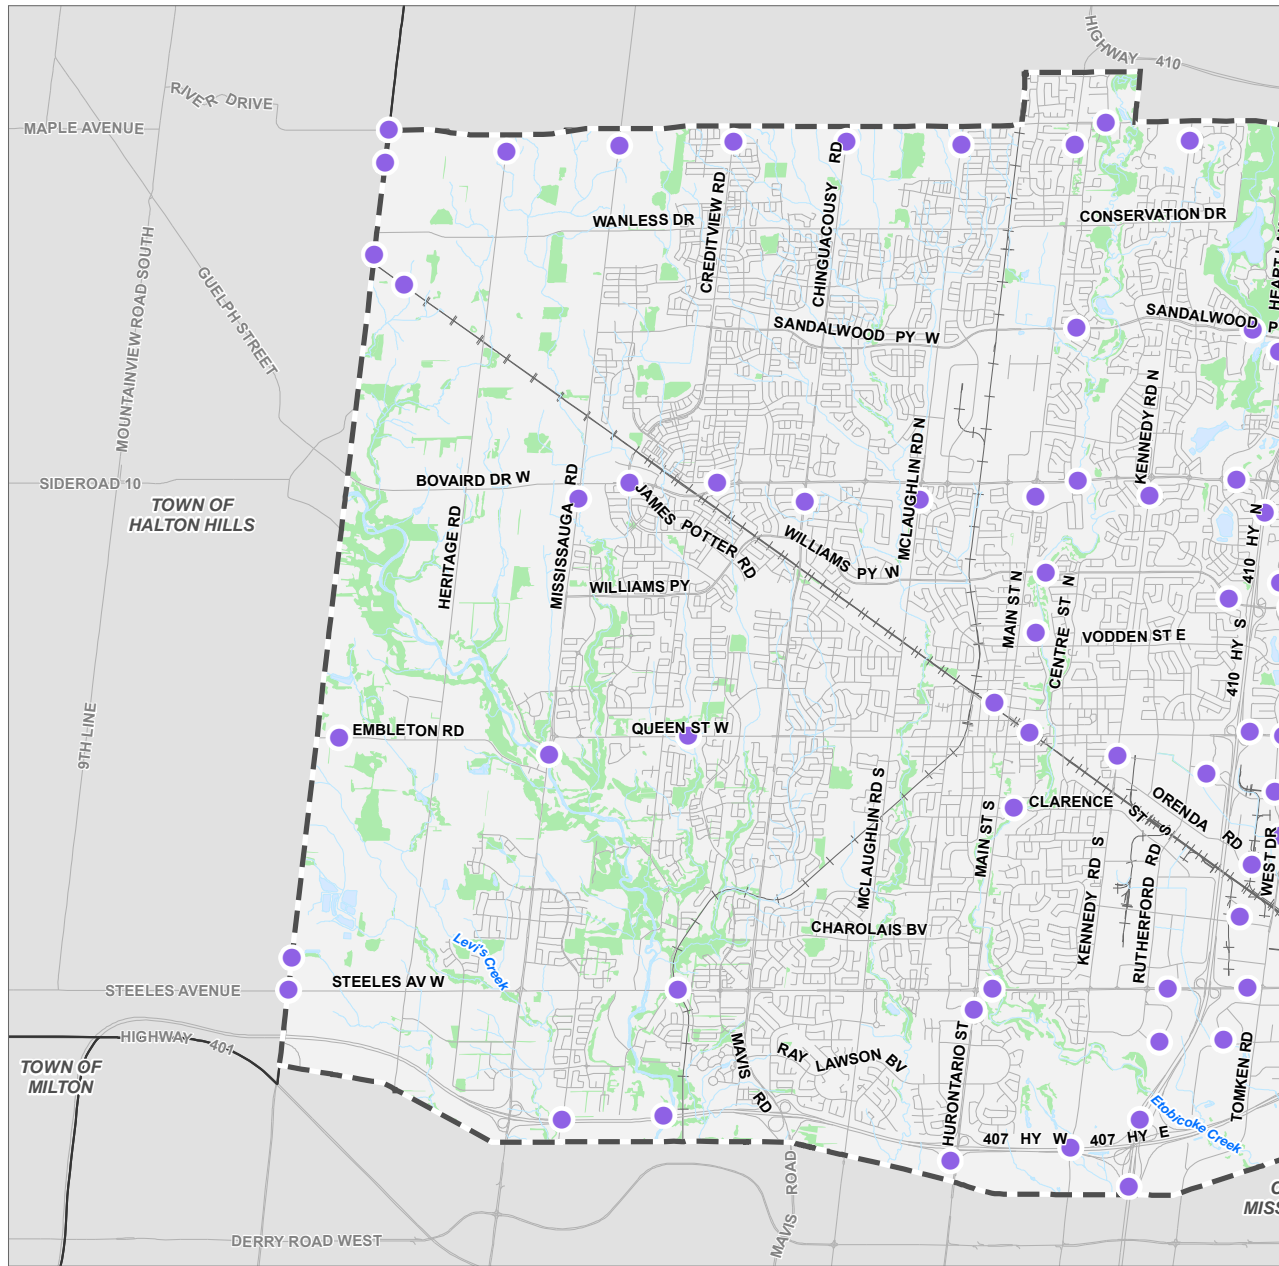 HIGHWAY 410
RIVER DRIVE
MAPLE AVENUE
WANLESS DR
CREDITVIEW RD
CHINGUACOUSY RD
CONSERVATION DR
MOUNTAINVIEW ROAD SOUTH
GUELPH STREET
SANDALWOOD PY W
SANDALWOOD P
KENNEDY RD N
MCLAUGHLIN RD N
SIDEROAD 10
BOVAIRD DR W
TOWN OF
HALTON HILLS
HERITAGE RD
MISSISSAUGA RD
JAMES POTTER RD
WILLIAMS PY W
WILLIAMS PY
MAIN ST N
CENTRE ST N
VODDEN ST E
410 HY N
410 HY S
9TH LINE
EMBLETON RD
QUEEN ST W
MCLAUGHLIN RD S
MAIN ST S
CLARENCE ST
ORENDA RD
KENNEDY RD S
RUTHERFORD RD S
WEST DR
CHAROLAIS BV
Levi's Creek
STEELES AVENUE
STEELES AV W
HIGHWAY 401
TOWN OF
MILTON
MAVIS RD
RAY LAWSON BV
HURONTARIO ST
TOMKEN RD
Etobicoke Creek
407 HY W
407 HY E
MAVIS ROAD
DERRY ROAD WEST